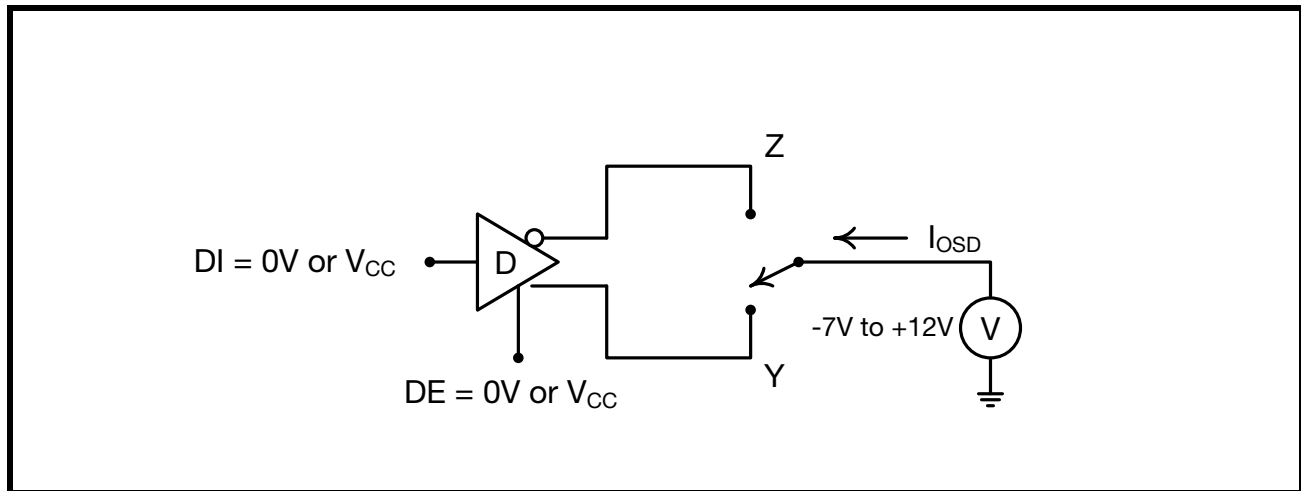 Z
I_OSD
DI = 0V or V_CC
D
-7V to +12V
V
Y
DE = 0V or V_CC